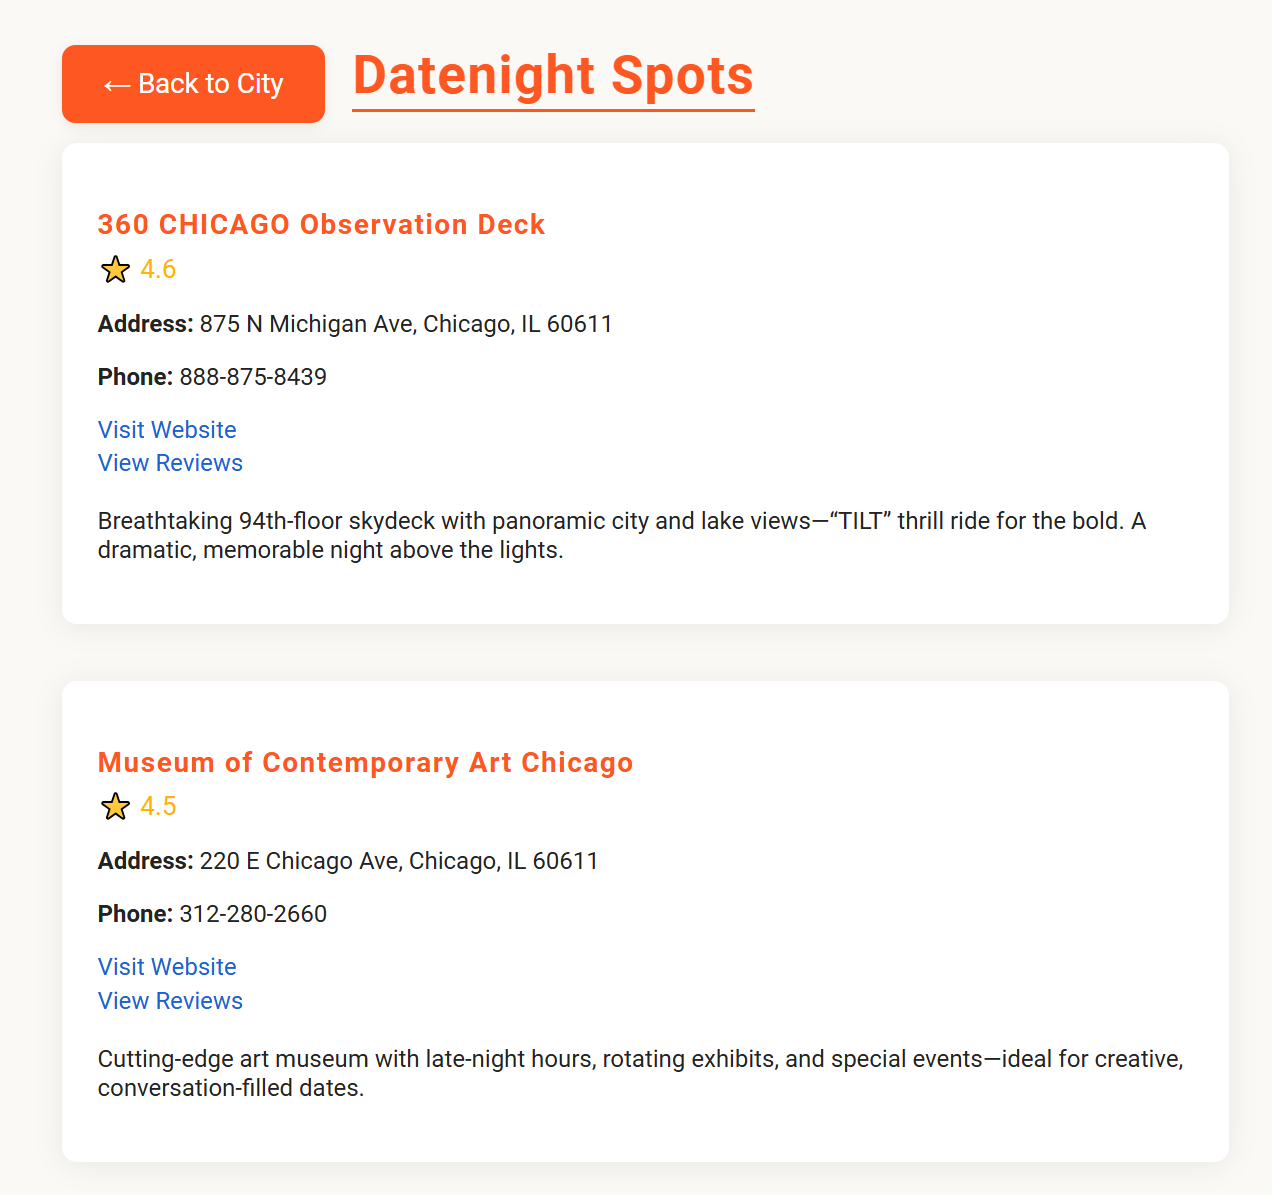 ← Back to City
Datenight Spots
360 CHICAGO Observation Deck
4.6
Address: 875 N Michigan Ave, Chicago, IL 60611
Phone: 888-875-8439
Visit Website
View Reviews
Breathtaking 94th-floor skydeck with panoramic city and lake views—“TILT” thrill ride for the bold. A
dramatic, memorable night above the lights.
Museum of Contemporary Art Chicago
4.5
Address: 220 E Chicago Ave, Chicago, IL 60611
Phone: 312-280-2660
Visit Website
View Reviews
Cutting-edge art museum with late-night hours, rotating exhibits, and special events—ideal for creative,
conversation-filled dates.